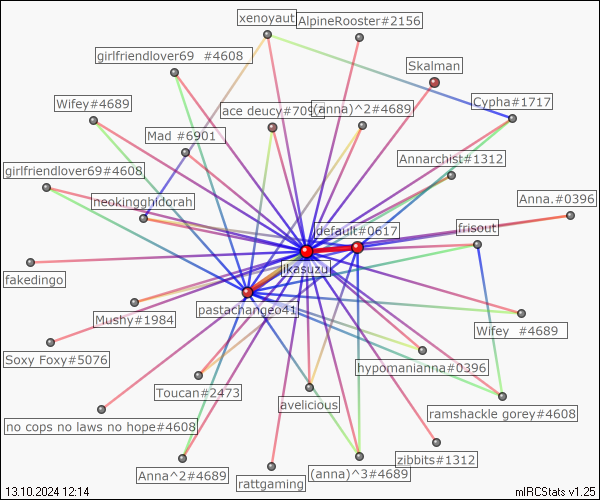 xenoyaut
AlpineRooster#2156
girlfriendlover69 #4608
Skalman
Wifey#4689
ace deucy#709
(anna)^2#4689
Cypha#1717
Mad #6901
Annarchist#1312
girlfriendlover69#4608
neokingghidorah
Anna.#0396
default#0617
frisout
jikasuzu
fakedingo
pastachangeo41
Mushy#1984
Wifey #4689
Soxy Foxy#5076
hypomanianna#0396
Toucan#2473
avelicious
ramshackle gorey#4608
no cops no laws no hope#4608
zibbits#1312
Anna^2#4689
rattgaming
(anna)^3#4689
13.10.2024 12:14
mIRCStats v1.25